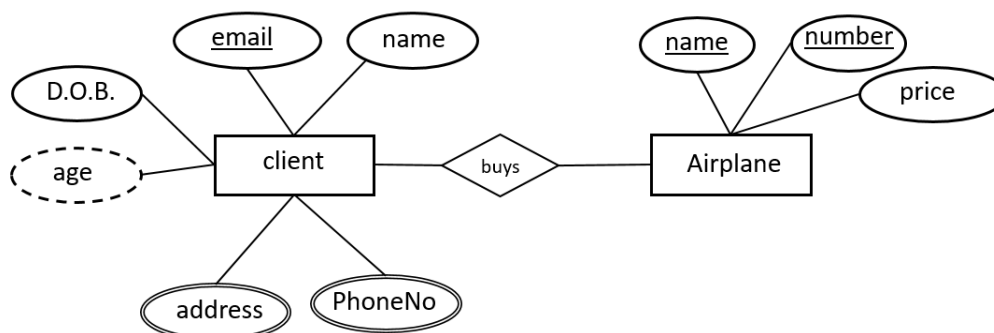 email
name
name
number
D.O.B.
price
client
buys
Airplane
age
address
PhoneNo